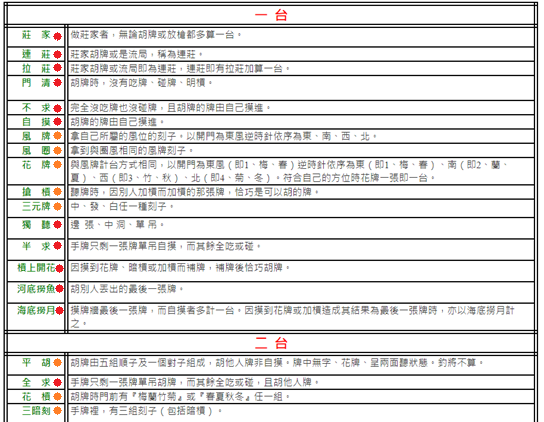 一 台
莊 家 做莊家者，無論胡牌或放槍都多算一台。
連 莊 莊家胡牌或是流局，稱為連莊。
拉 莊 莊家胡牌或流局即為連莊，連莊即有拉莊加算一台。
門 清 胡牌時，沒有吃牌、碰牌、明槓。
不 求 完全沒吃牌也沒碰牌，且胡牌的牌由自己摸進。
自 摸 胡牌的牌由自己摸進。
風 牌 拿自己所屬的風位的刻子。以開門為東風逆時針依序為東、南、西、北。
風 圈 拿到與圈風相同的風牌刻子。
花 牌 與風牌計台方式相同，以開門為東風（即1、梅、春）逆時針依序為東（即1、梅、春）、南（即2、蘭、
夏）、西（即3、竹、秋）、北（即4、菊、冬）。符合自己的方位時花牌一張即一台。
搶 槓 聽牌時，因別人加槓而加槓的那張牌，恰巧是可以胡的牌。
三元牌 中、發、白任一種刻子。
獨 聽 邊 張、中 洞、單 吊。
半 求 手牌只剩一張牌單吊自摸，而其餘全吃或碰。
槓上開花 因摸到花牌、暗槓或加槓而補牌，補牌後恰巧胡牌。
河底撈魚 胡別人丟出的最後一張牌。
海底撈月 摸牌牆最後一張牌，而自摸者多計一台。因摸到花牌或加槓造成其結果為最後一張牌時，亦以海底撈月計
之。
二 台
平 胡 胡牌由五組順子及一個對子組成，胡他人牌非自摸。牌中無字、花牌、呈兩面聽狀態。釣將不算。
全 求 手牌只剩一張牌單吊胡牌，而其餘全吃或碰，且胡他人牌。
花 槓 胡牌時門前有『梅蘭竹菊』或『春夏秋冬』任一組。
三暗刻 手牌裡，有三組刻子（包括暗槓）。